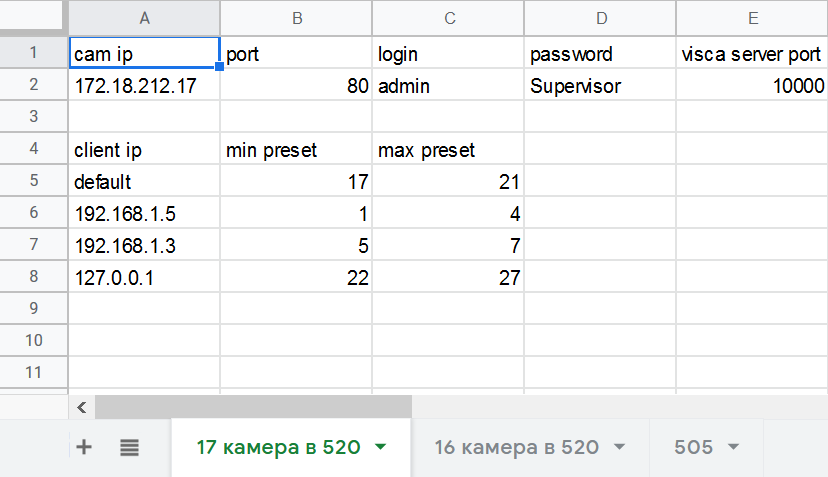 A B C D E
1 cam ip port login password visca server port
2 172.18.212.17 80 admin Supervisor 10000
3
4 client ip min preset max preset
5 default 17 21
6 192.168.1.5 1 4
7 192.168.1.3 5 7
8 127.0.0.1 22 27
9
10
11
17 камера в 520 16 камера в 520 505